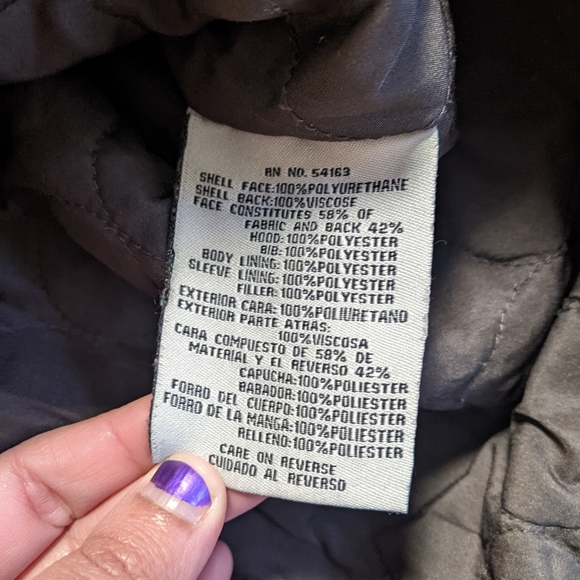 RN NO. 54163
SHELL FACE:100%POLYURETHANE
SHELL BACK:100%VISCOSE
FACE CONSTITUTES 58% OF
FABRIC AND BACK 42%
HOOD:100%POLYESTER
BIB:100%POLYESTER
BODY LINING:100%POLYESTER
SLEEVE LINING:100%POLYESTER
FILLER:100%POLYESTER
EXTERIOR CARA:100%POLIURETANO
EXTERIOR PARTE ATRAS:
100%VISCOSA
CARA COMPUESTO DE 58% DE
MATERIAL Y EL REVERSO 42%
CAPUCHA:100%POLIESTER
BABADOR:100%POLIESTER
FORRO DEL CUERPO:100%POLIESTER
FORRO DE LA MANGA:100%POLIESTER
RELLENO:100%POLIESTER
CARE ON REVERSE
CUIDADO AL REVERSO